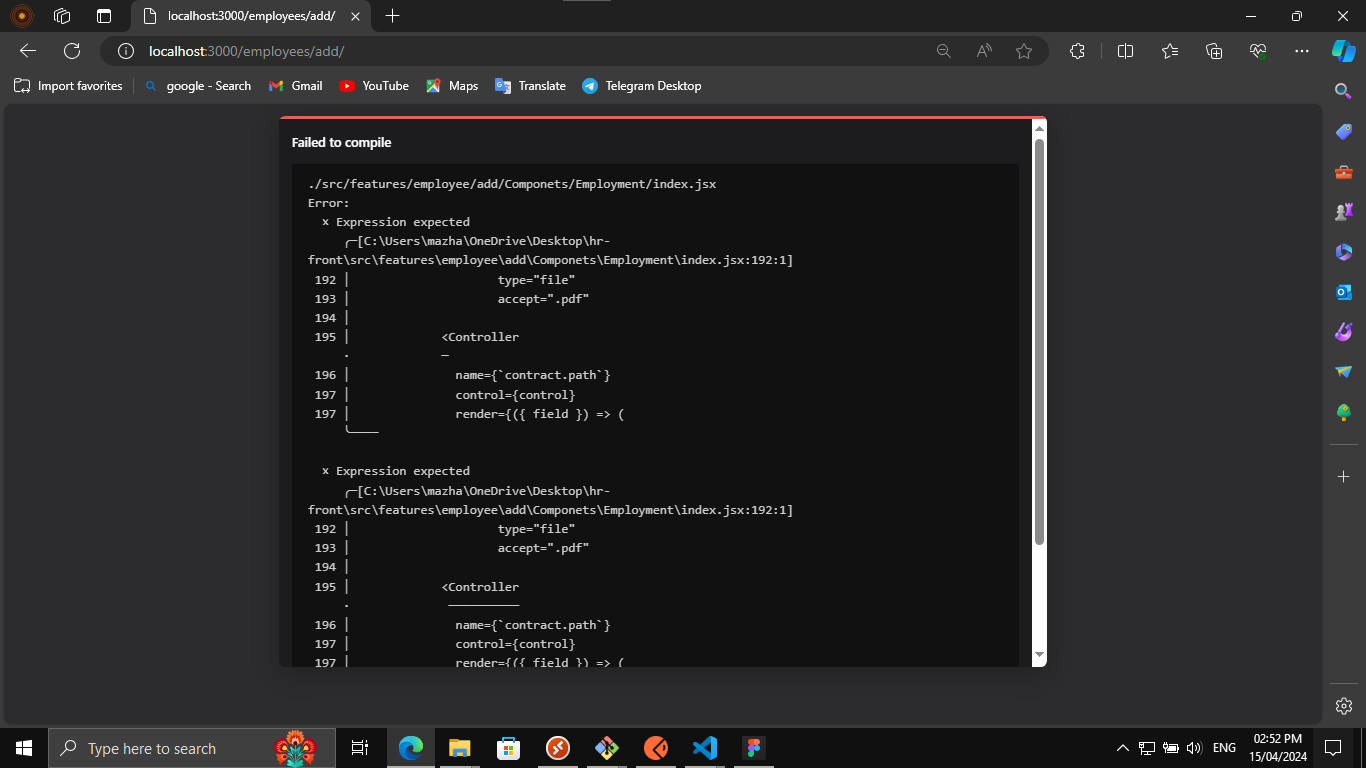 localhost:3000/employees/add/
localhost:3000/employees/add/
Import favorites
google - Search
Gmail
YouTube
Maps
Translate
Telegram Desktop
Failed to compile
./src/features/employee/add/Componets/Employment/index.jsx
Error:
x Expression expected
╭─[C:\Users\mazha\OneDrive\Desktop\hr-
front\src\features\employee\add\Componets\Employment\index.jsx:192:1]
192 │ type="file"
193 │ accept=".pdf"
194 │
195 │ <Controller
· ─
196 │ name={`contract.path`}
197 │ control={control}
197 │ render={({ field }) => (
╰────
x Expression expected
╭─[C:\Users\mazha\OneDrive\Desktop\hr-
front\src\features\employee\add\Componets\Employment\index.jsx:192:1]
192 │ type="file"
193 │ accept=".pdf"
194 │
195 │ <Controller
· ──────────
196 │ name={`contract.path`}
197 │ control={control}
197 │ render={({ field }) => (
Type here to search
ENG
02:52 PM
15/04/2024